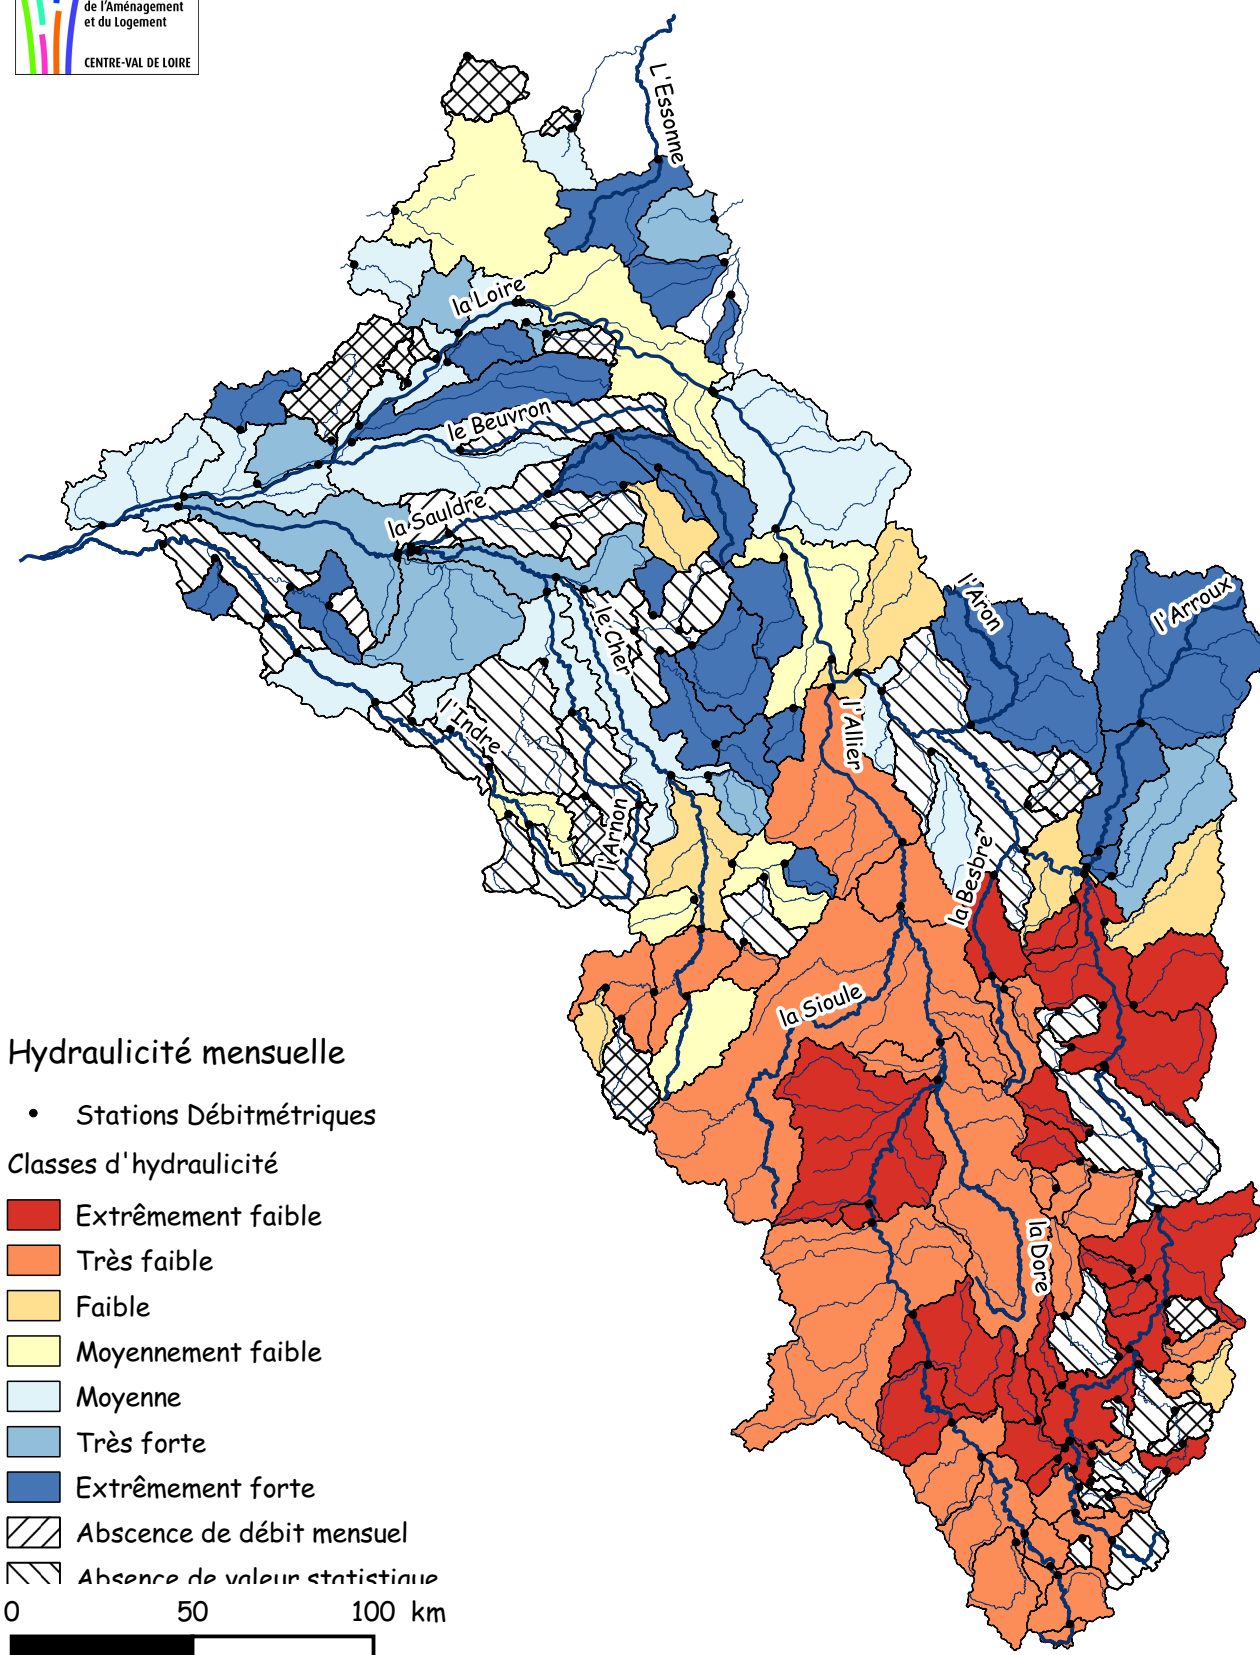 de l'Aménagement
et du Logement
CENTRE-VAL DE LOIRE
L'Essonne
la Loire
le Beuvron
la Sauldre
le Cher
l'Indre
l'Arnon
l'Allier
l'Aron
l'Arroux
la Besbre
la Sioule
la Dore
Hydraulicité mensuelle
Stations Débitmétriques
Classes d'hydraulicité
Extrêmement faible
Très faible
Faible
Moyennement faible
Moyenne
Très forte
Extrêmement forte
Abscence de débit mensuel
Absence de valeur statistique
0 50 100 km